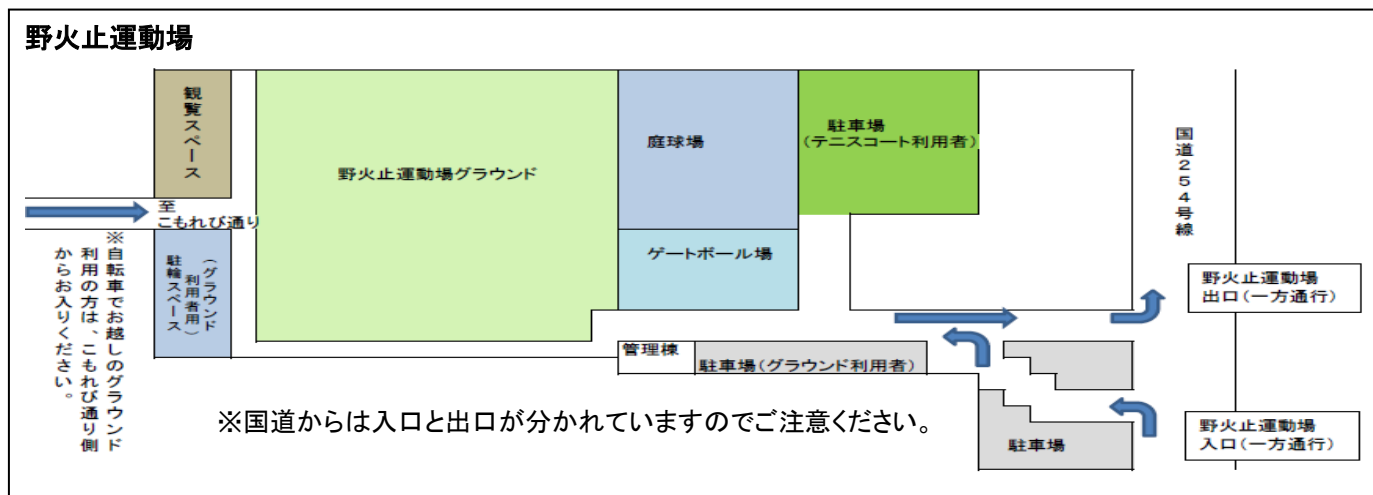 野火止運動場
観覧スペース
野火止運動場グラウンド
庭球場
駐車場
(テニスコート利用者)
国道254号線
至
こもれび通り
※自転車でお越しのグラウンド
利用の方は、こもれび通り側
からお入りください。
(グラウンド
利用者用)
駐輪スペース
ゲートボール場
野火止運動場
出口(一方通行)
管理棟
駐車場(グラウンド利用者)
※国道からは入口と出口が分かれていますのでご注意ください。
駐車場
野火止運動場
入口(一方通行)